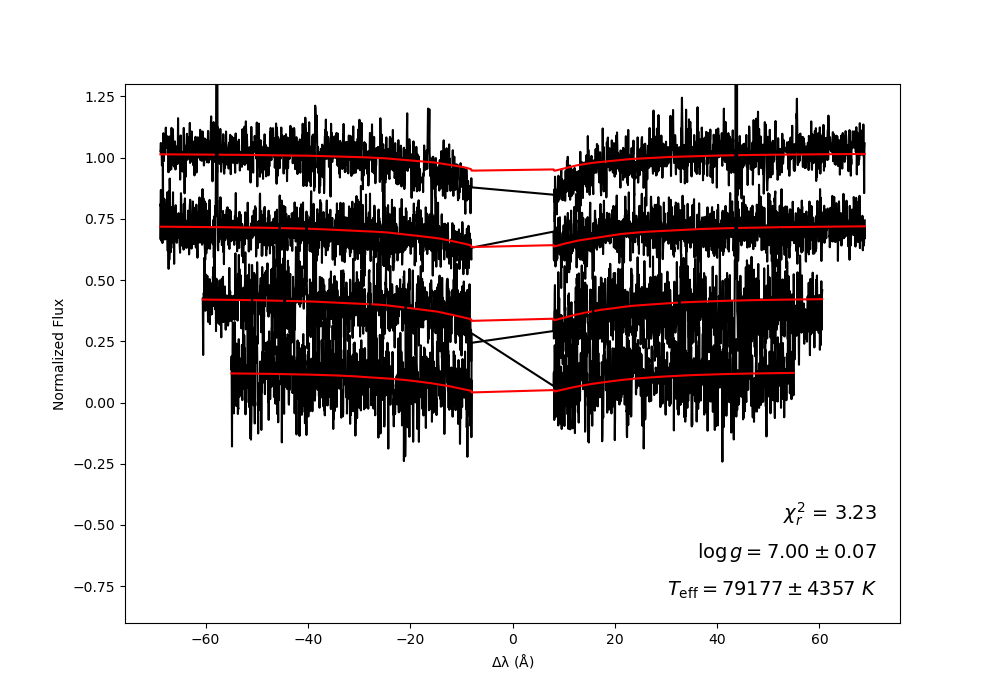 1.25
1.00
0.75
0.50
0.25
0.00
−0.25
−0.50
−0.75
Normalized Flux
χ²ᵣ = 3.23
log g = 7.00 ± 0.07
T_eff = 79177 ± 4357 K
−60 −40 −20 0 20 40 60
Δλ (Å)